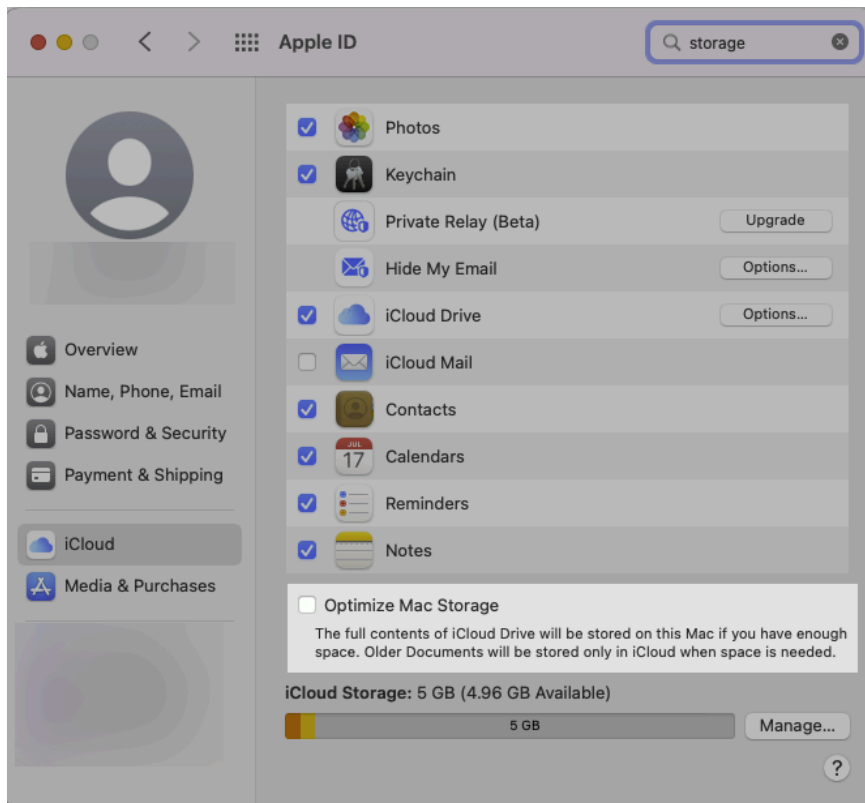 Apple ID
storage
Photos
Keychain
Private Relay (Beta)
Upgrade
Hide My Email
Options...
iCloud Drive
Options...
iCloud Mail
Contacts
JUL
17
Calendars
Reminders
Notes
Overview
Name, Phone, Email
Password & Security
Payment & Shipping
iCloud
Media & Purchases
Optimize Mac Storage
The full contents of iCloud Drive will be stored on this Mac if you have enough
space. Older Documents will be stored only in iCloud when space is needed.
iCloud Storage: 5 GB (4.96 GB Available)
5 GB
Manage...
?